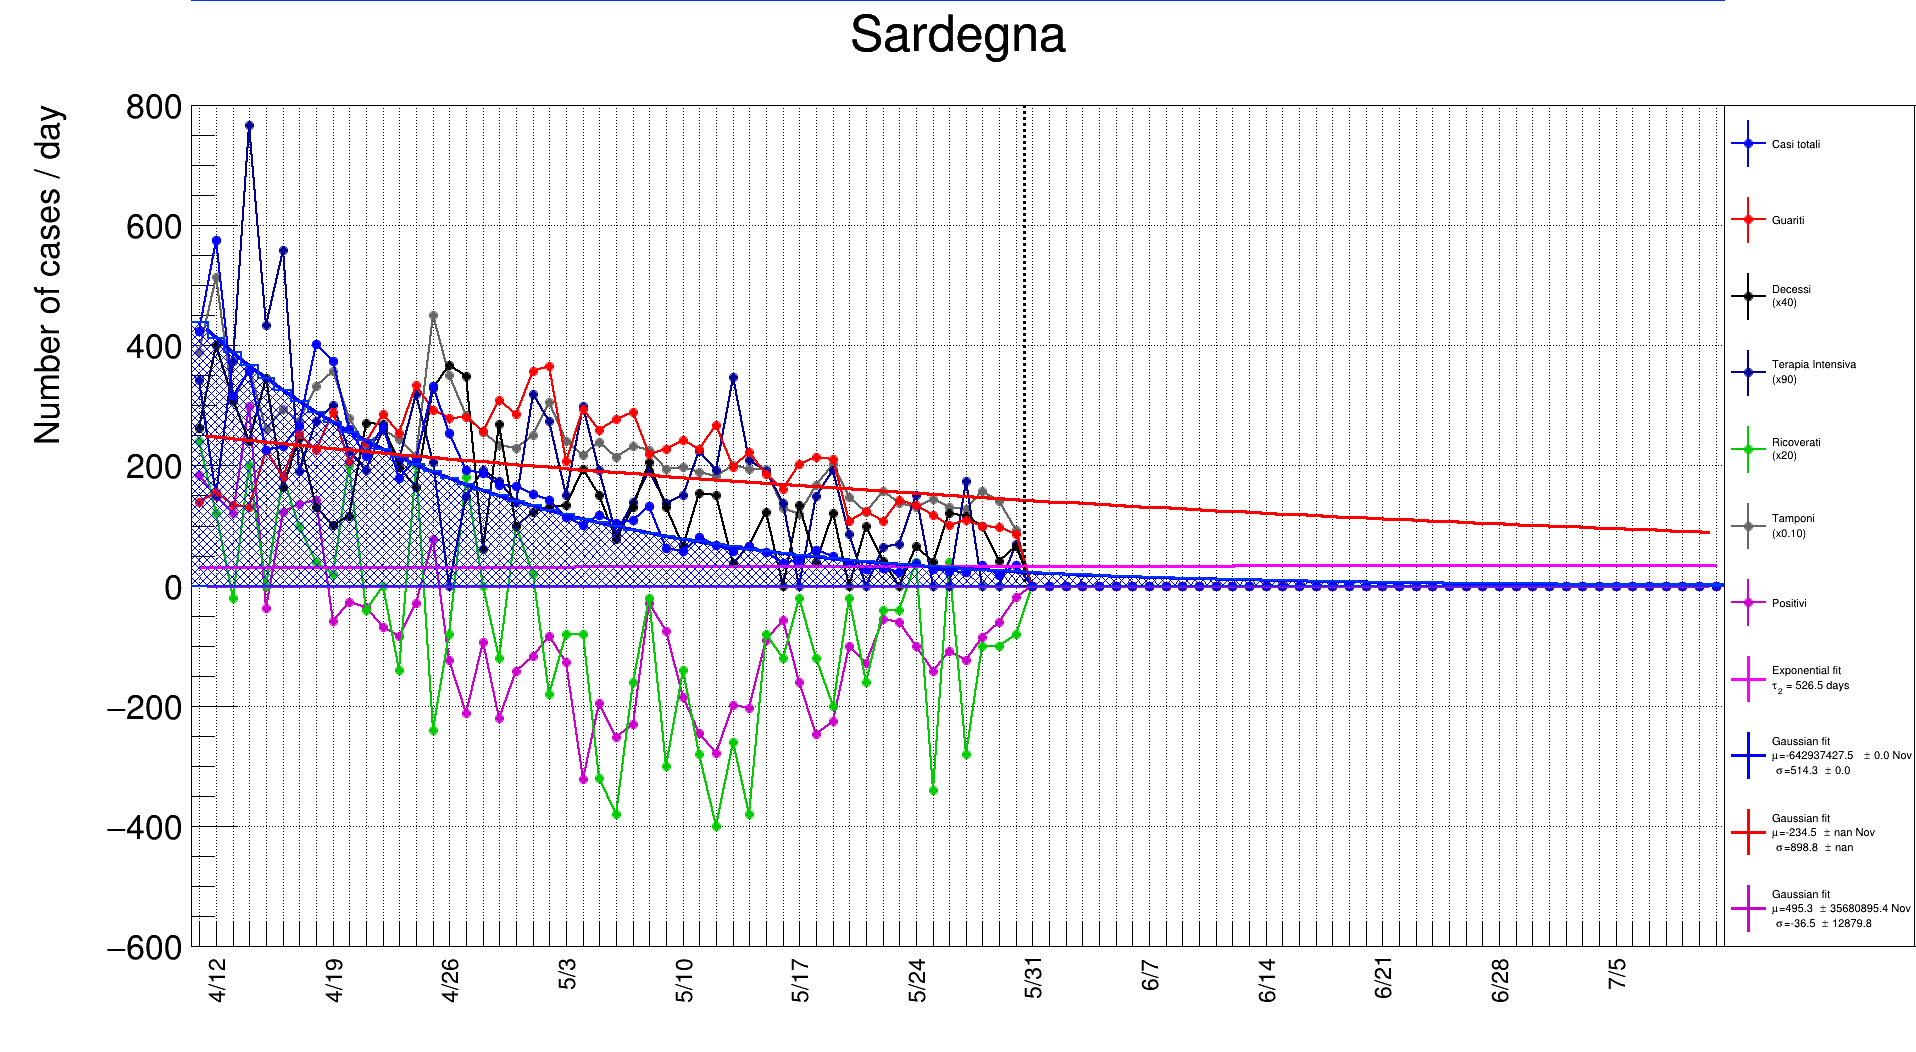 Sardegna
Number of cases / day
800
600
400
200
0
−200
−400
−600
4/12
4/19
4/26
5/3
5/10
5/17
5/24
5/31
6/7
6/14
6/21
6/28
7/5
Casi totali
Guariti
Decessi
(x40)
Terapia Intensiva
(x90)
Ricoverati
(x20)
Tamponi
(x0.10)
Positivi
Exponential fit
τ2 = 526.5 days
Gaussian fit
μ=-642937427.5 ± 0.0 Nov
σ=514.3 ± 0.0
Gaussian fit
μ=-234.5 ± nan Nov
σ=898.8 ± nan
Gaussian fit
μ=495.3 ± 35680895.4 Nov
σ=-36.5 ± 12879.8